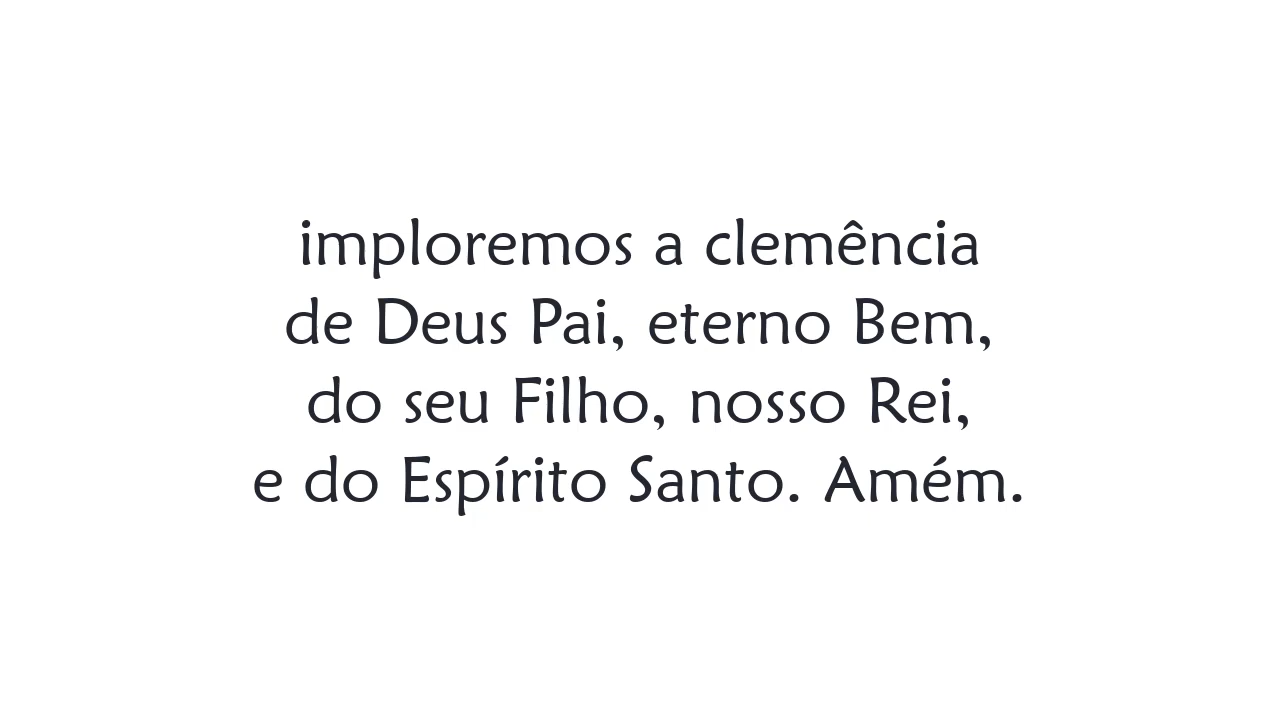 imploremos a clemência
de Deus Pai, eterno Bem,
do seu Filho, nosso Rei,
e do Espírito Santo. Amém.